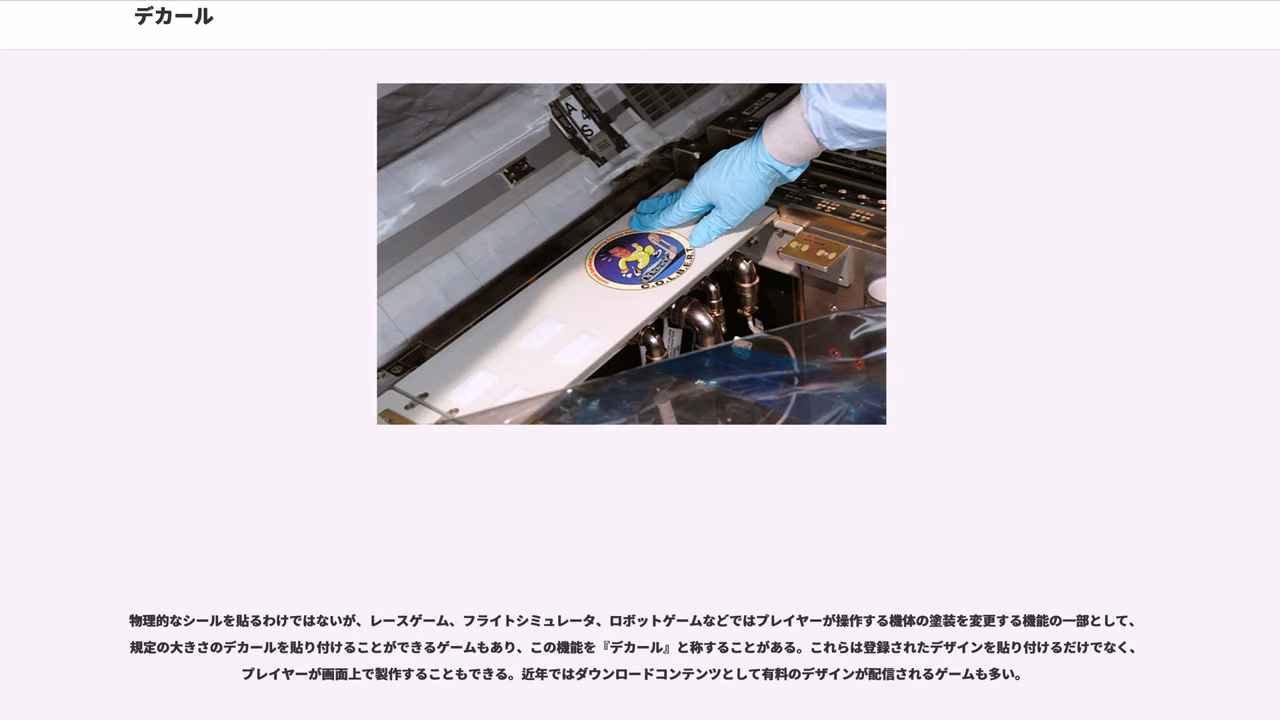 デカール
A4S
C.O.L.B.E.R.T.
物理的なシールを貼るわけではないが、レースゲーム、フライトシミュレータ、ロボットゲームなどではプレイヤーが操作する機体の塗装を変更する機能の一部として、
規定の大きさのデカールを貼り付けることができるゲームもあり、この機能を『デカール』と称することがある。これらは登録されたデザインを貼り付けるだけでなく、
プレイヤーが画面上で製作することもできる。近年ではダウンロードコンテンツとして有料のデザインが配信されるゲームも多い。